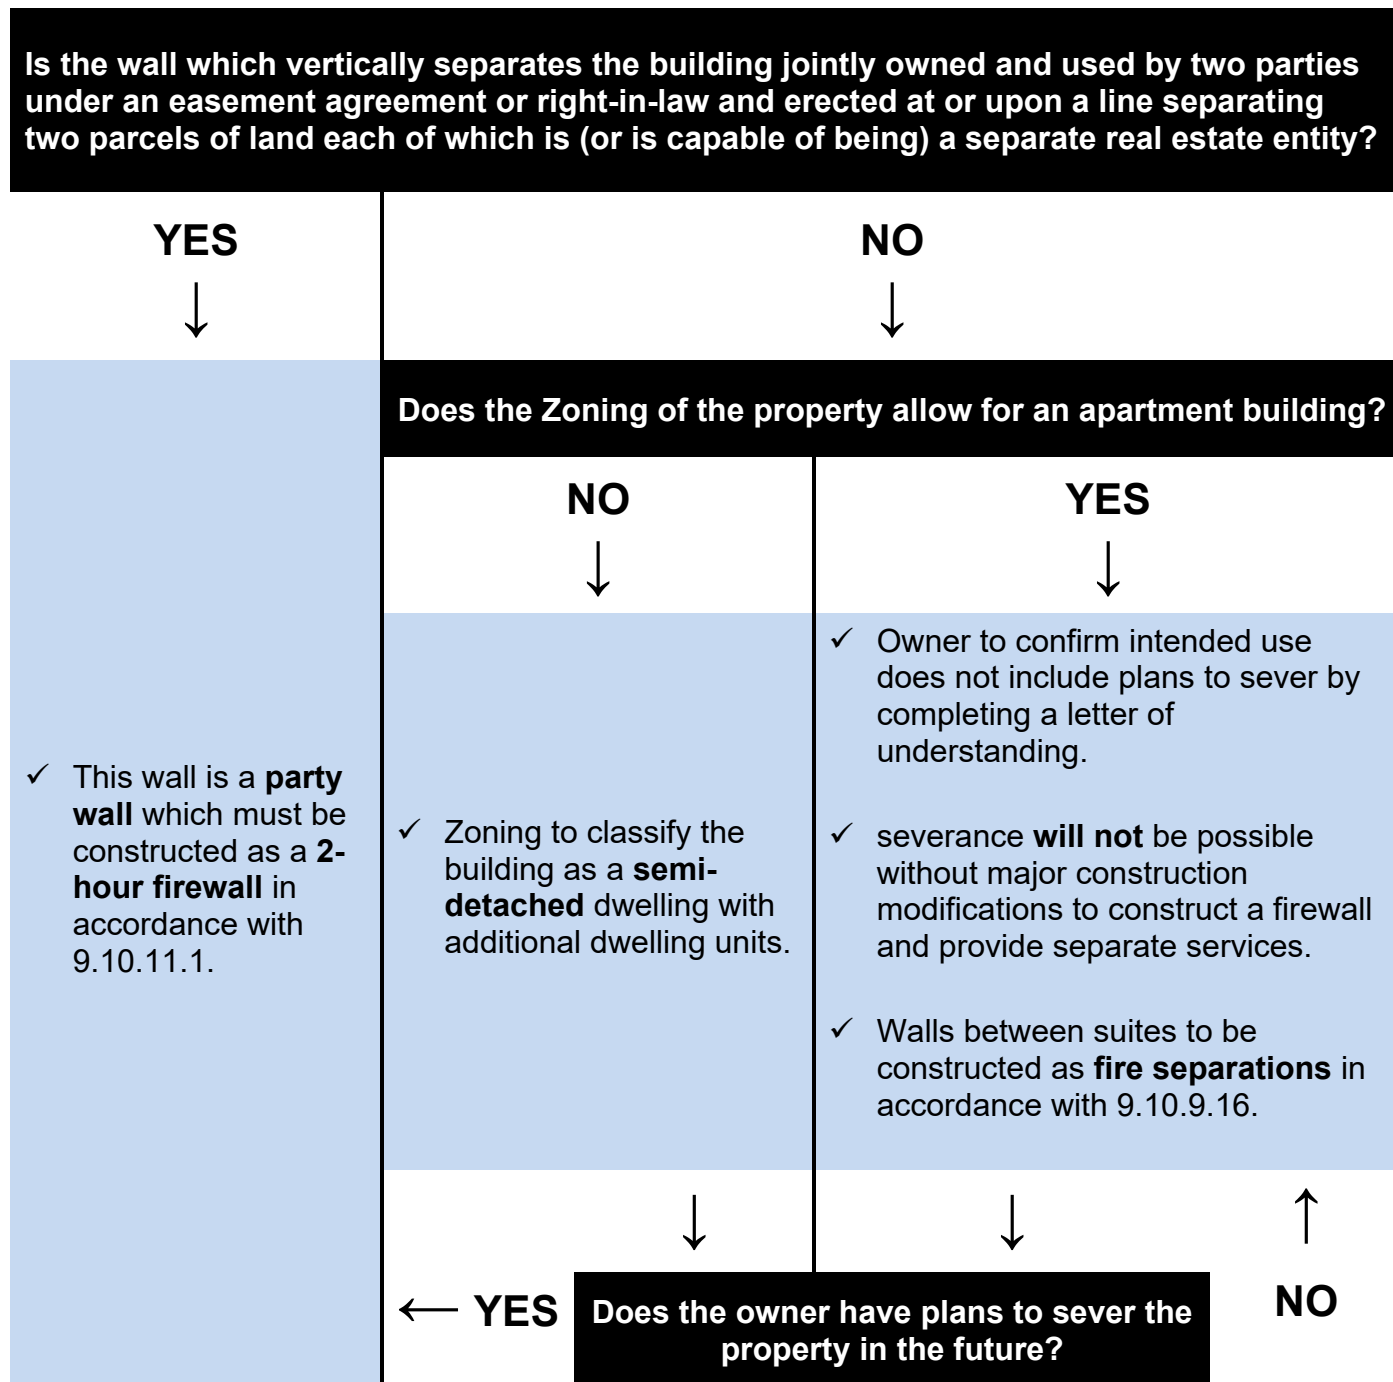 Is the wall which vertically separates the building jointly owned and used by two parties
under an easement agreement or right-in-law and erected at or upon a line separating
two parcels of land each of which is (or is capable of being) a separate real estate entity?
YES
NO
↓
↓
Does the Zoning of the property allow for an apartment building?
NO
YES
↓
↓
✓ This wall is a party
wall which must be
constructed as a 2-
hour firewall in
accordance with
9.10.11.1.
✓ Zoning to classify the
building as a semi-
detached dwelling with
additional dwelling units.
✓ Owner to confirm intended use
does not include plans to sever by
completing a letter of
understanding.
✓ severance will not be possible
without major construction
modifications to construct a firewall
and provide separate services.
✓ Walls between suites to be
constructed as fire separations in
accordance with 9.10.9.16.
↓
↓
↑
← YES
Does the owner have plans to sever the
property in the future?
NO